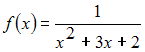 f(x) = 1/(x^2 + 3x + 2)